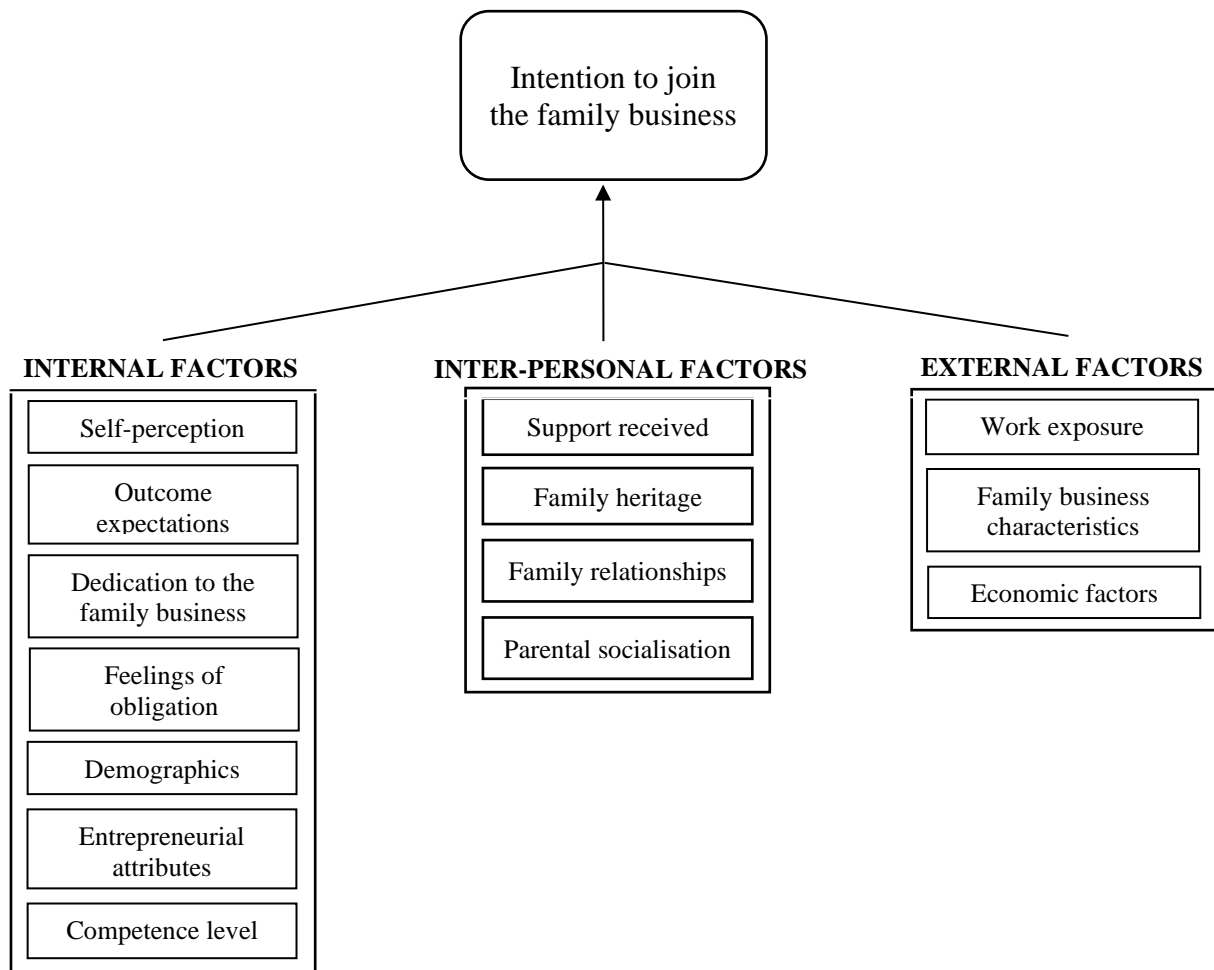 Intention to join
the family business
INTERNAL FACTORS
Self-perception
Outcome
expectations
Dedication to the
family business
Feelings of
obligation
Demographics
Entrepreneurial
attributes
Competence level
INTER-PERSONAL FACTORS
Support received
Family heritage
Family relationships
Parental socialisation
EXTERNAL FACTORS
Work exposure
Family business
characteristics
Economic factors